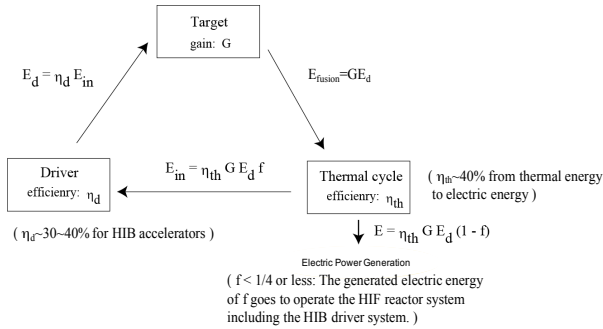 Target
gain: G
E_d = η_d E_in
E_fusion=GE_d
Driver
efficienry: η_d
E_in = η_th G E_d f
Thermal cycle
efficienry: η_th
( η_th~40% from thermal energy
to electric energy )
( η_d~30~40% for HIB accelerators )
E = η_th G E_d (1 - f)
Electric Power Generation
( f < 1/4 or less: The generated electric energy
of f goes to operate the HIF reactor system
including the HIB driver system. )